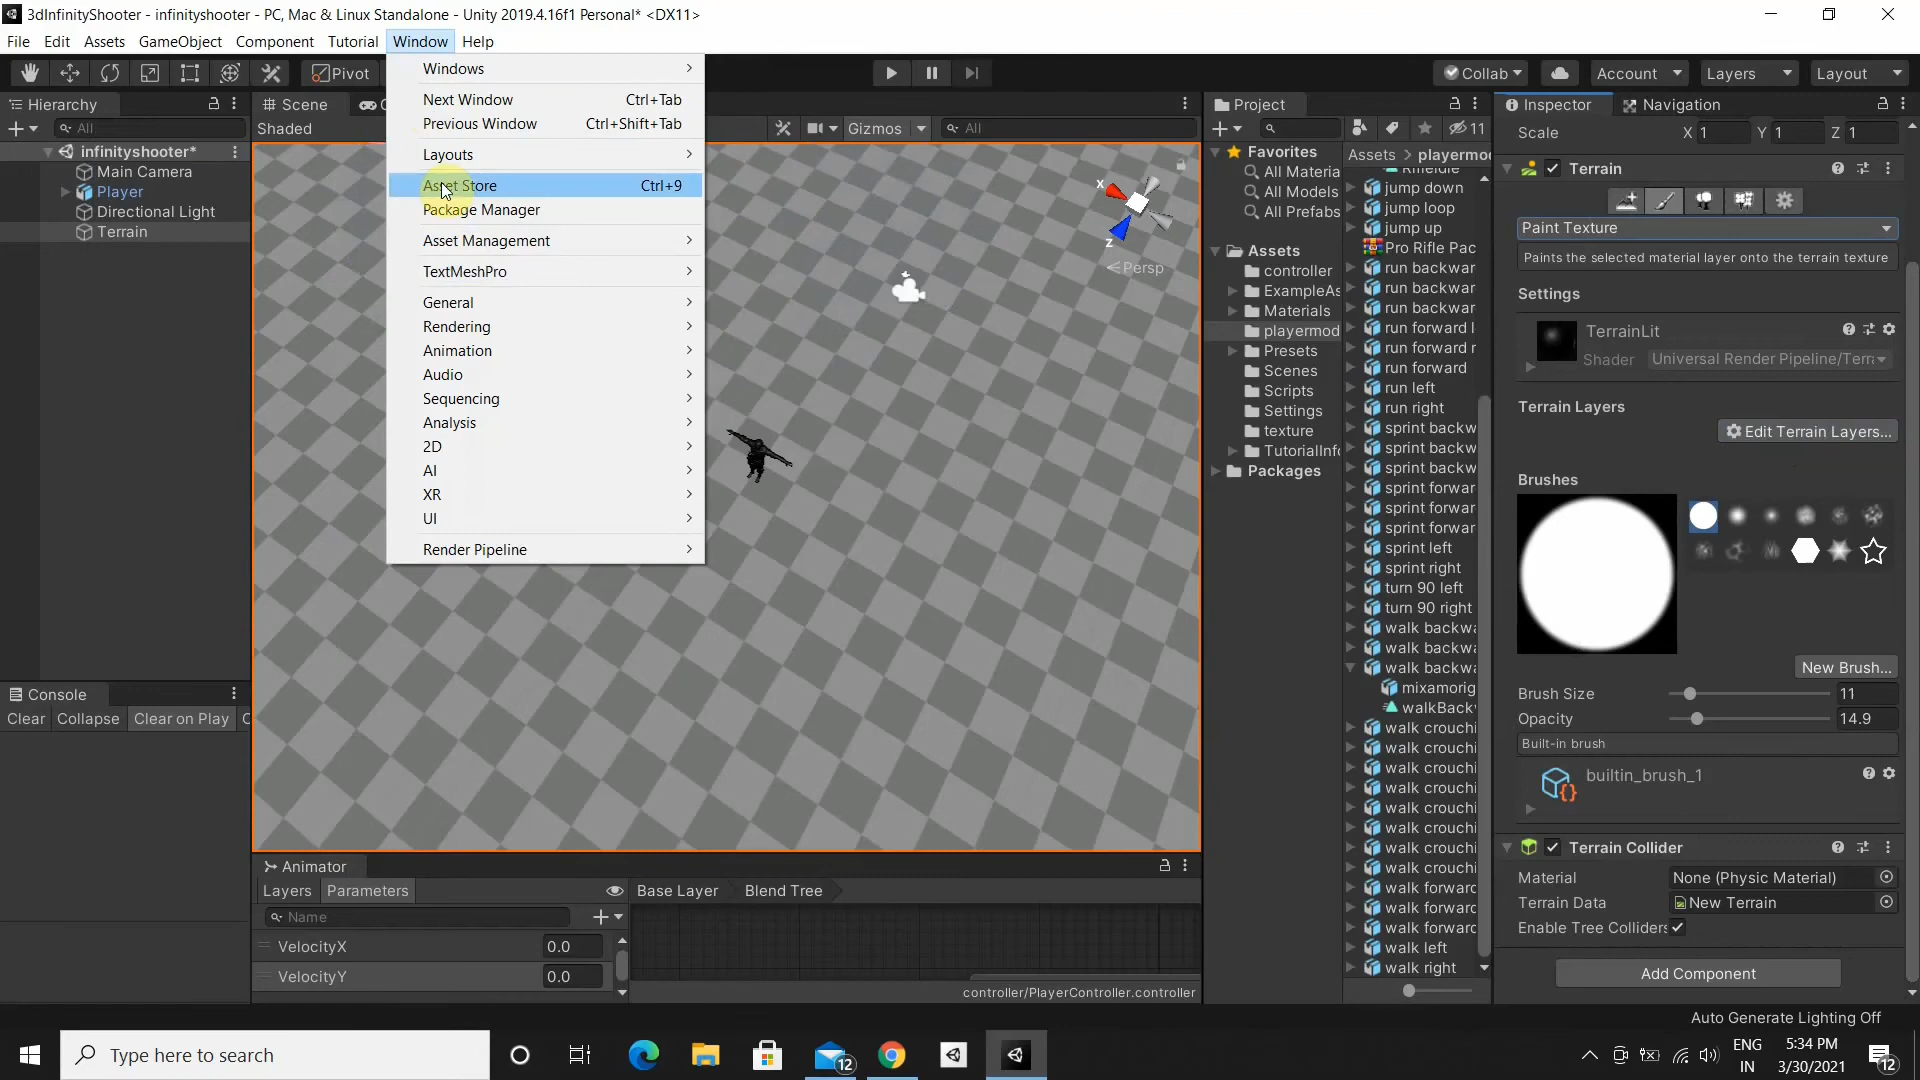 3dInfinityShooter - infinityshooter - PC, Mac & Linux Standalone - Unity 2019.4.16f1 Personal* <DX11>
File Edit Assets GameObject Component Tutorial Window Help
Pivot
Collab
Account
Layers
Layout
Hierarchy
All
infinityshooter*
Main Camera
Player
Directional Light
Terrain
Console
Clear Collapse Clear on Play
Scene
Shaded
Gizmos
All
X
Z
Persp
Windows
Next Window Ctrl+Tab
Previous Window Ctrl+Shift+Tab
Layouts
Asset Store Ctrl+9
Package Manager
Asset Management
TextMeshPro
General
Rendering
Animation
Audio
Sequencing
Analysis
2D
AI
XR
UI
Render Pipeline
Animator
Layers Parameters
Base Layer Blend Tree
Name
VelocityX 0.0
VelocityY 0.0
controller/PlayerController.controller
Project
11
Favorites
All Materia
All Models
All Prefabs
Assets
controller
ExampleAs
Materials
playermod
Presets
Scenes
Scripts
Settings
texture
TutorialInfo
Packages
Assets > playermod
jump down
jump loop
jump up
Pro Rifle Pac
run backwar
run backwar
run backwar
run forward l
run forward r
run forward
run left
run right
sprint backw
sprint backw
sprint backw
sprint forwar
sprint forwar
sprint forwar
sprint left
sprint right
turn 90 left
turn 90 right
walk backwa
walk backwa
walk backwa
mixamorig
walkBackw
walk crouchi
walk crouchi
walk crouchi
walk crouchi
walk crouchi
walk crouchi
walk crouchi
walk crouchi
walk forward
walk forward
walk forward
walk left
walk right
Inspector
Navigation
Scale X 1 Y 1 Z 1
Terrain
Paint Texture
Paints the selected material layer onto the terrain texture
Settings
TerrainLit
Shader Universal Render Pipeline/Terra
Terrain Layers
Edit Terrain Layers...
Brushes
New Brush...
Brush Size 11
Opacity 14.9
Built-in brush
builtin_brush_1
Terrain Collider
Material None (Physic Material)
Terrain Data New Terrain
Enable Tree Colliders
Add Component
Auto Generate Lighting Off
Type here to search
12
ENG
IN
5:34 PM
3/30/2021
12